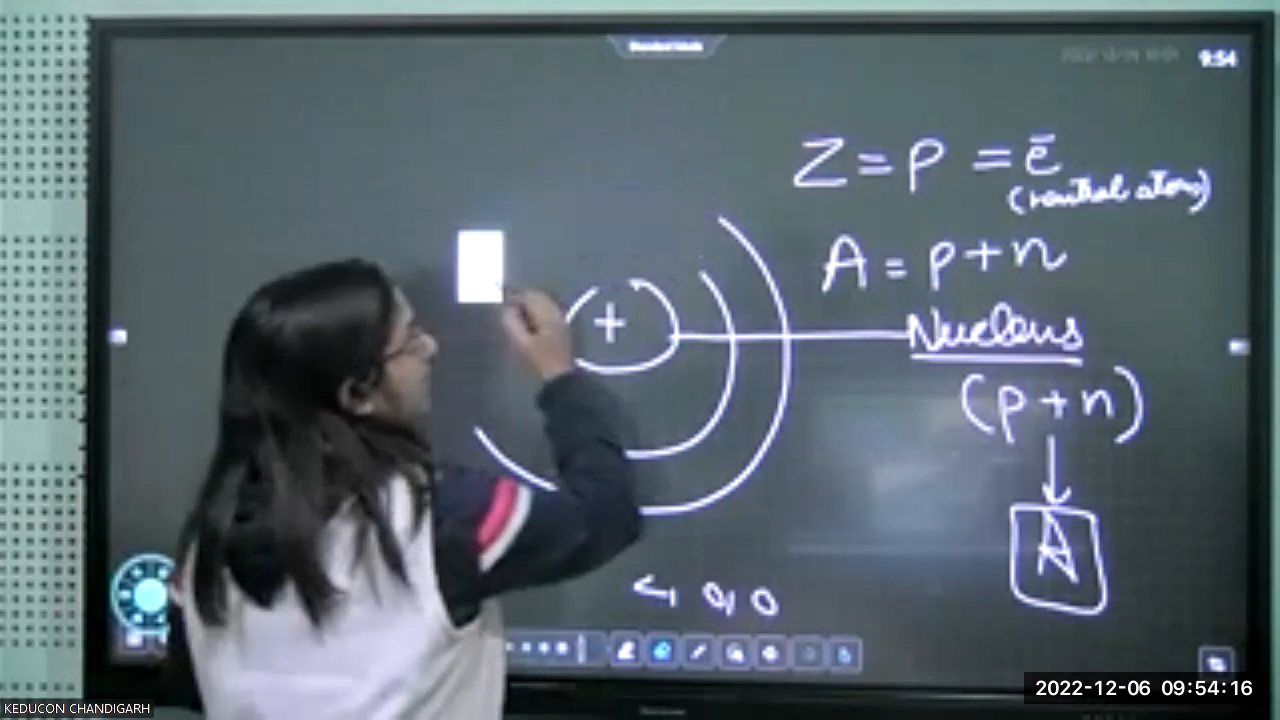 9:54
Z = p = ē
(neutral atom)
A = p + n
+
Nucleus
(p + n)
A
2022-12-06 09:54:16
KEDUCON CHANDIGARH